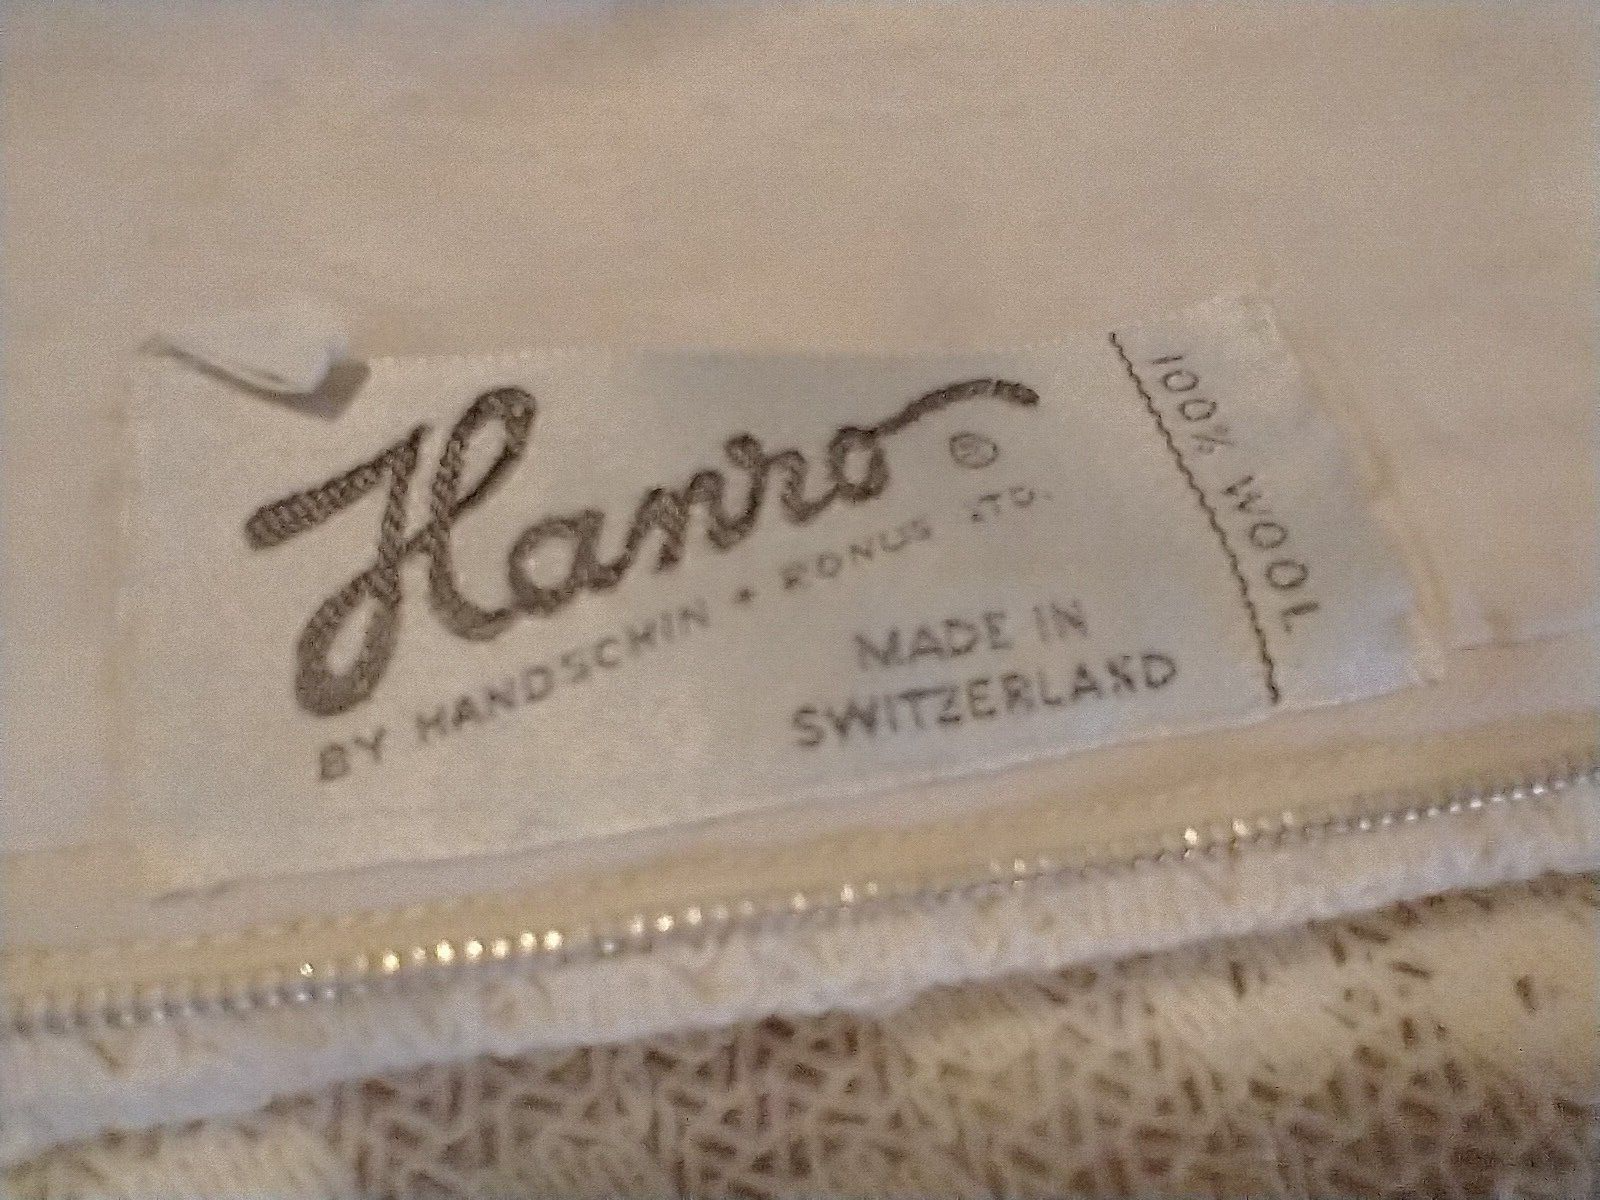 Hanro ®
BY HANDSCHIN + RONUS LTD.
MADE IN
SWITZERLAND
100% WOOL